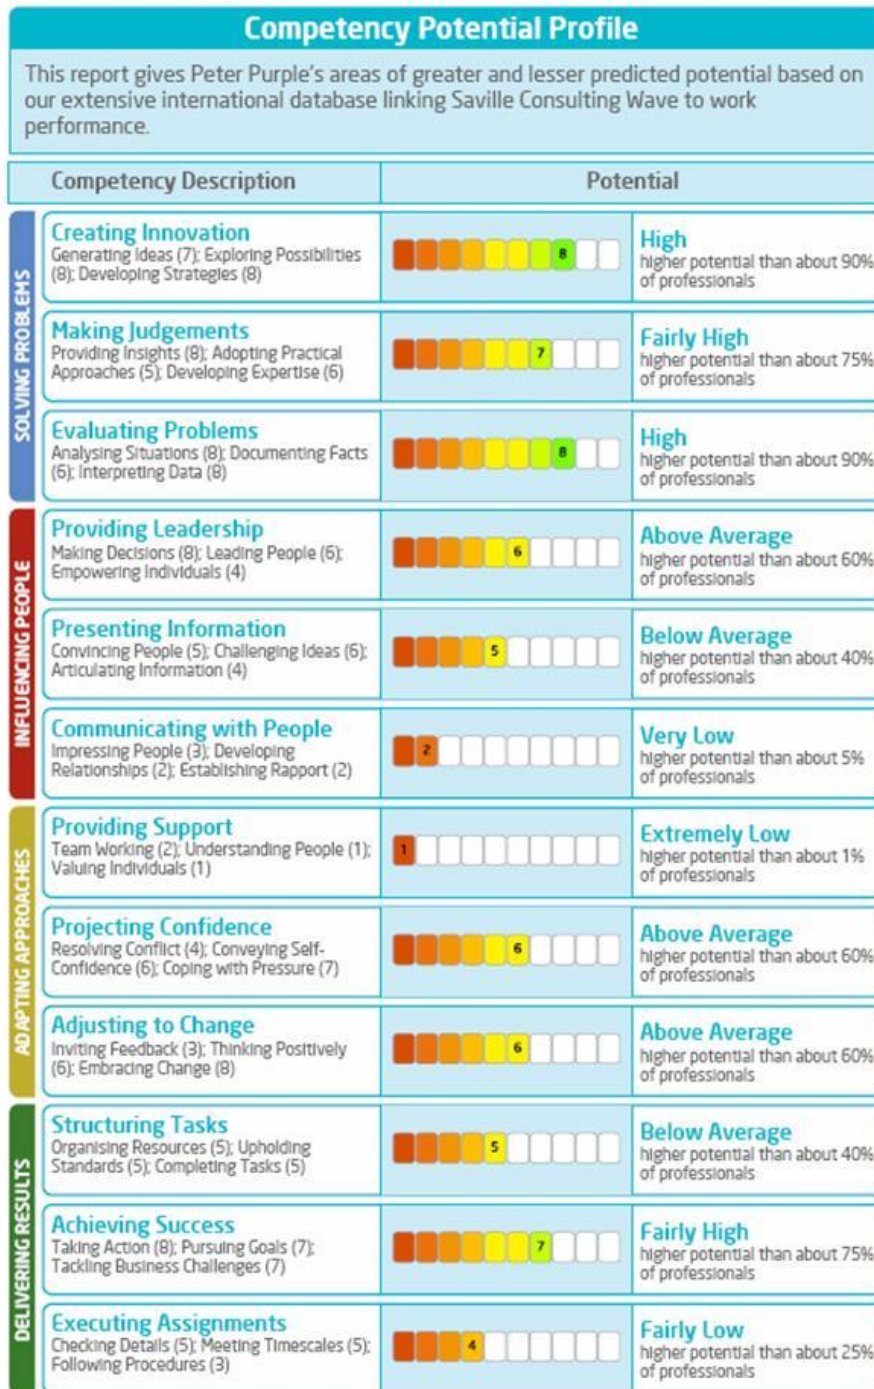 Competency Potential Profile
This report gives Peter Purple's areas of greater and lesser predicted potential based on
our extensive international database linking Saville Consulting Wave to work
performance.
Competency Description
Potential
SOLVING PROBLEMS
Creating Innovation
Generating Ideas (7); Exploring Possibilities
(8); Developing Strategies (8)
8
High
higher potential than about 90%
of professionals
Making Judgements
Providing Insights (8); Adopting Practical
Approaches (5); Developing Expertise (6)
7
Fairly High
higher potential than about 75%
of professionals
Evaluating Problems
Analysing Situations (8); Documenting Facts
(6); Interpreting Data (8)
8
High
higher potential than about 90%
of professionals
INFLUENCING PEOPLE
Providing Leadership
Making Decisions (8); Leading People (6);
Empowering Individuals (4)
6
Above Average
higher potential than about 60%
of professionals
Presenting Information
Convincing People (5); Challenging Ideas (6);
Articulating Information (4)
5
Below Average
higher potential than about 40%
of professionals
Communicating with People
Impressing People (3); Developing
Relationships (2); Establishing Rapport (2)
2
Very Low
higher potential than about 5%
of professionals
ADAPTING APPROACHES
Providing Support
Team Working (2); Understanding People (1);
Valuing Individuals (1)
1
Extremely Low
higher potential than about 1%
of professionals
Projecting Confidence
Resolving Conflict (4); Conveying Self-
Confidence (6); Coping with Pressure (7)
6
Above Average
higher potential than about 60%
of professionals
Adjusting to Change
Inviting Feedback (3); Thinking Positively
(6); Embracing Change (8)
6
Above Average
higher potential than about 60%
of professionals
DELIVERING RESULTS
Structuring Tasks
Organising Resources (5); Upholding
Standards (5); Completing Tasks (5)
5
Below Average
higher potential than about 40%
of professionals
Achieving Success
Taking Action (8); Pursuing Goals (7);
Tackling Business Challenges (7)
7
Fairly High
higher potential than about 75%
of professionals
Executing Assignments
Checking Details (5); Meeting Timescales (5);
Following Procedures (3)
4
Fairly Low
higher potential than about 25%
of professionals